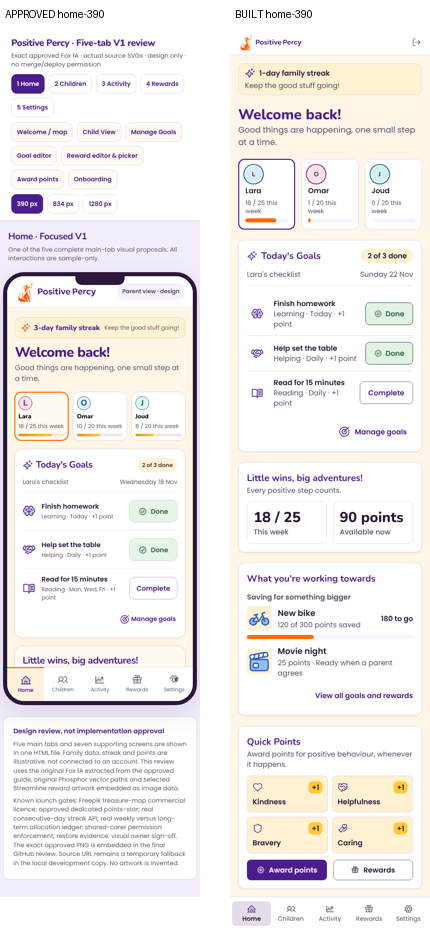 APPROVED home-390
Positive Percy · Five-tab V1 review
Exact approved Fox 1A · actual source SVGs · design only ·
no merge/deploy permission
1 Home
2 Children
3 Activity
4 Rewards
5 Settings
Welcome / map
Child View
Manage Goals
Goal editor
Reward editor & picker
Award points
Onboarding
390 px
834 px
1280 px
Home · Focused V1
One of the five complete main-tab visual proposals. All
interactions are sample-only.
Positive Percy
Parent view · design
3-day family streak
Keep the good stuff going!
Welcome back!
Good things are happening, one small step at
a time.
L
Lara
18 / 25 this week
O
Omar
10 / 20 this week
J
Joud
8 / 20 this week
Today's Goals
2 of 3 done
Lara's checklist
Wednesday 18 Nov
Finish homework
Learning · Today · +1 point
Done
Help set the table
Helping · Daily · +1 point
Done
Read for 15 minutes
Reading · Mon, Wed, Fri · +1
point
Complete
Manage goals
Little wins, big adventures!
Home
Children
Activity
Rewards
Settings
Design review, not implementation approval
Five main tabs and seven supporting screens are shown
in one HTML file. Family data, streak and points are
illustrative, not connected to an account. This review
uses the original Fox 1A extracted from the approved
guide, original Phosphor vector paths and selected
Streamline reward artwork embedded as image data.
Known launch gates: Freepik treasure-map commercial
licence; approved dedicated points-star; real
consecutive-day streak API; real weekly versus long-
term allocation ledger; shared-carer permission
enforcement; restore evidence; visual owner sign-off.
The exact approved PNG is embedded in the final
GitHub review. Source URL remains a temporary fallback
in the local development copy. No artwork is invented.
BUILT home-390
Positive Percy
1-day family streak
Keep the good stuff going!
Welcome back!
Good things are happening, one small step
at a time.
L
Lara
18 / 25 this
week
O
Omar
1 / 20 this
week
J
Joud
0 / 20 this
week
Today's Goals
2 of 3 done
Lara's checklist
Sunday 22 Nov
Finish homework
Learning · Today · +1
point
Done
Help set the table
Helping · Daily · +1 point
Done
Read for 15 minutes
Reading · Daily · +1
point
Complete
Manage goals
Little wins, big adventures!
Every positive step counts.
18 / 25
This week
90 points
Available now
What you're working towards
Saving for something bigger
New bike
120 of 300 points saved
180 to go
Movie night
25 points · Ready when a parent
agrees
View all goals and rewards
Quick Points
Award points for positive behaviour, whenever
it happens.
+1
Kindness
+1
Helpfulness
+1
Bravery
+1
Caring
Award points
Rewards
Home
Children
Activity
Rewards
Settings